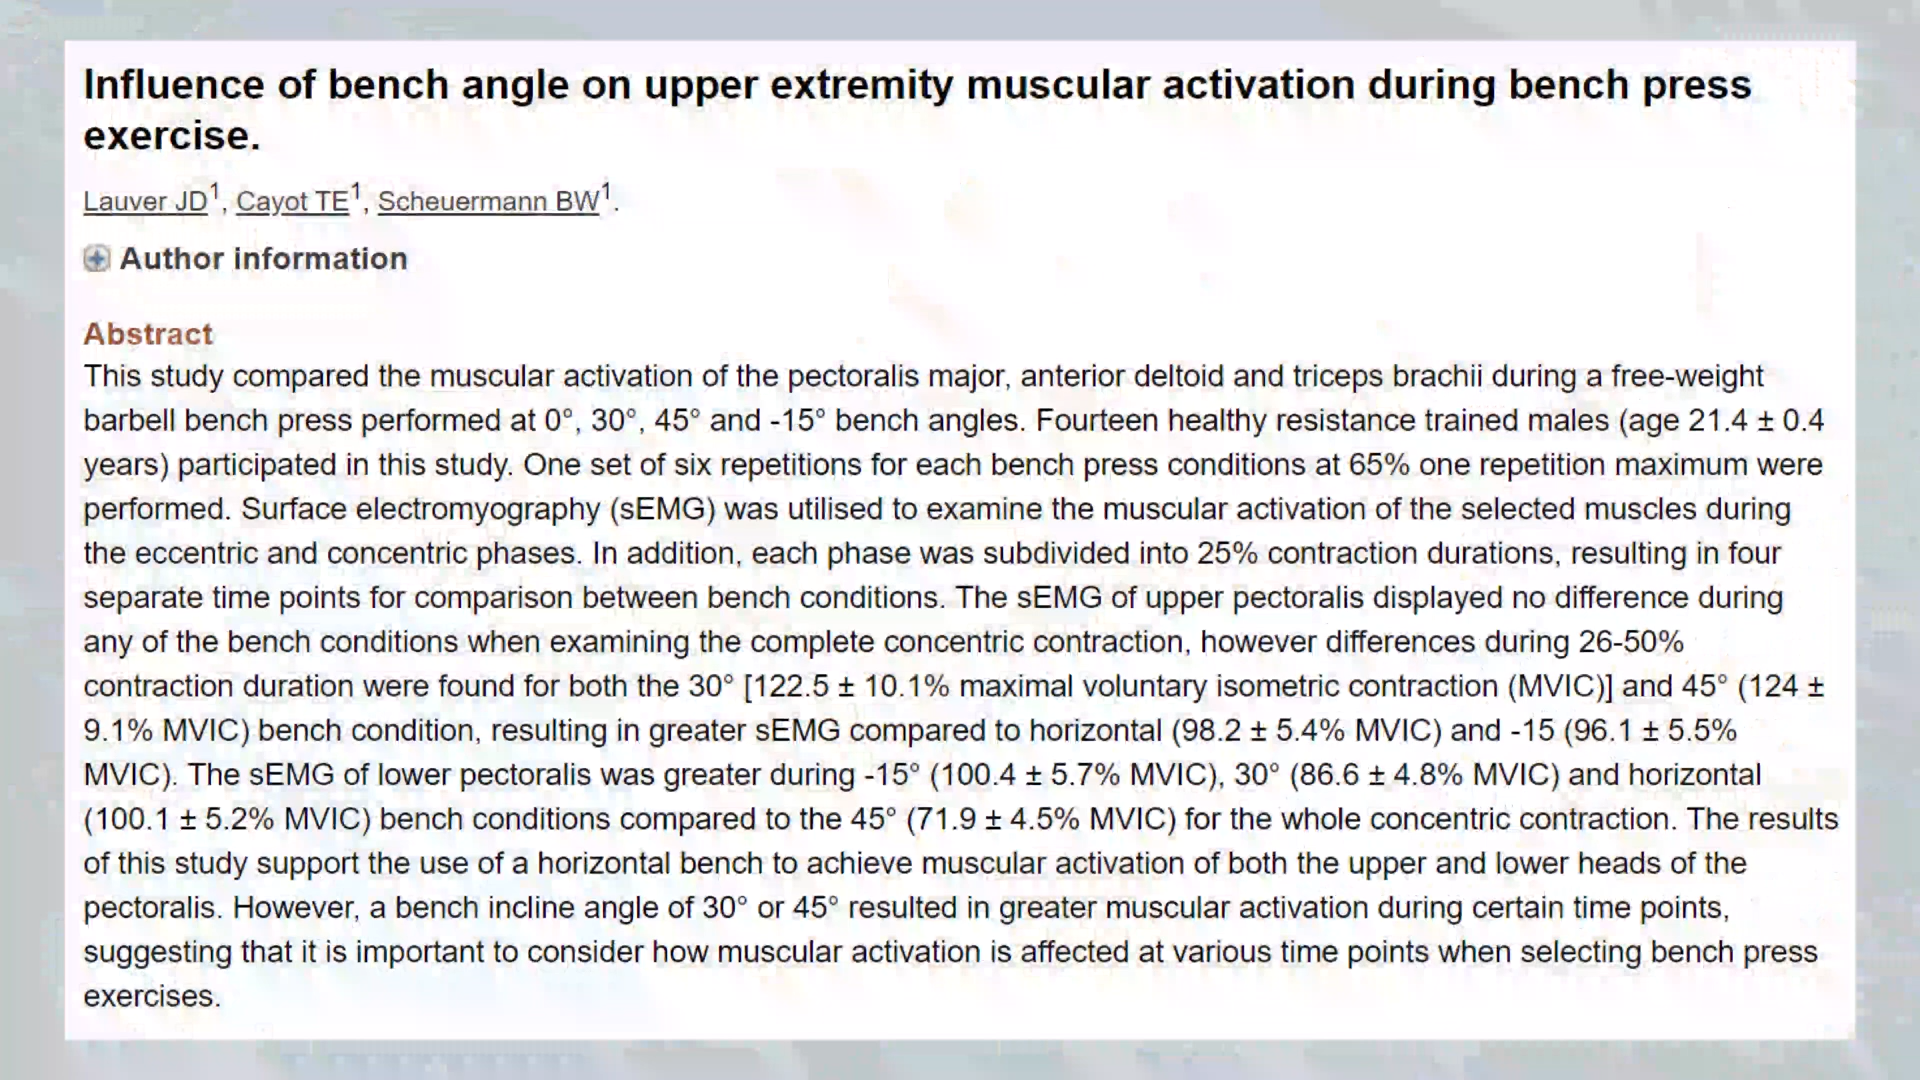 Influence of bench angle on upper extremity muscular activation during bench press
exercise.
Lauver JD1, Cayot TE1, Scheuermann BW1.
Author information
Abstract
This study compared the muscular activation of the pectoralis major, anterior deltoid and triceps brachii during a free-weight
barbell bench press performed at 0°, 30°, 45° and -15° bench angles. Fourteen healthy resistance trained males (age 21.4 ± 0.4
years) participated in this study. One set of six repetitions for each bench press conditions at 65% one repetition maximum were
performed. Surface electromyography (sEMG) was utilised to examine the muscular activation of the selected muscles during
the eccentric and concentric phases. In addition, each phase was subdivided into 25% contraction durations, resulting in four
separate time points for comparison between bench conditions. The sEMG of upper pectoralis displayed no difference during
any of the bench conditions when examining the complete concentric contraction, however differences during 26-50%
contraction duration were found for both the 30° [122.5 ± 10.1% maximal voluntary isometric contraction (MVIC)] and 45° (124 ±
9.1% MVIC) bench condition, resulting in greater sEMG compared to horizontal (98.2 ± 5.4% MVIC) and -15 (96.1 ± 5.5%
MVIC). The sEMG of lower pectoralis was greater during -15° (100.4 ± 5.7% MVIC), 30° (86.6 ± 4.8% MVIC) and horizontal
(100.1 ± 5.2% MVIC) bench conditions compared to the 45° (71.9 ± 4.5% MVIC) for the whole concentric contraction. The results
of this study support the use of a horizontal bench to achieve muscular activation of both the upper and lower heads of the
pectoralis. However, a bench incline angle of 30° or 45° resulted in greater muscular activation during certain time points,
suggesting that it is important to consider how muscular activation is affected at various time points when selecting bench press
exercises.